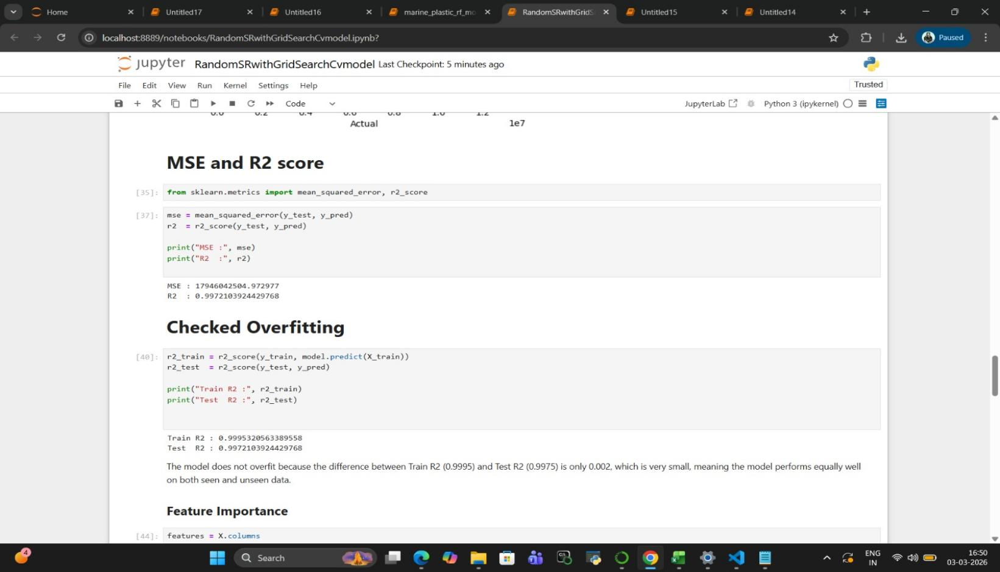 Home
Untitled17
Untitled16
marine_plastic_rf_mo
RandomSRwithGridS
Untitled15
Untitled14
localhost:8889/notebooks/RandomSRwithGridSearchCvmodel.ipynb?
Paused
jupyter RandomSRwithGridSearchCvmodel Last Checkpoint: 5 minutes ago
File Edit View Run Kernel Settings Help
Trusted
Code
JupyterLab
Python 3 (ipykernel)
0.0 0.2 0.4 0.6 0.8 1.0 1.2
Actual 1e7
MSE and R2 score
[35]: from sklearn.metrics import mean_squared_error, r2_score
[37]: mse = mean_squared_error(y_test, y_pred)
r2  = r2_score(y_test, y_pred)
print("MSE :", mse)
print("R2  :", r2)
MSE : 17946042504.972977
R2  : 0.9972103924429768
Checked Overfitting
[40]: r2_train = r2_score(y_train, model.predict(X_train))
r2_test  = r2_score(y_test, y_pred)
print("Train R2 :", r2_train)
print("Test  R2 :", r2_test)
Train R2 : 0.9995320563389558
Test  R2 : 0.9972103924429768
The model does not overfit because the difference between Train R2 (0.9995) and Test R2 (0.9975) is only 0.002, which is very small, meaning the model performs equally well
on both seen and unseen data.
Feature Importance
[44]: features = X.columns
4
Search
ENG
IN
16:50
03-03-2026